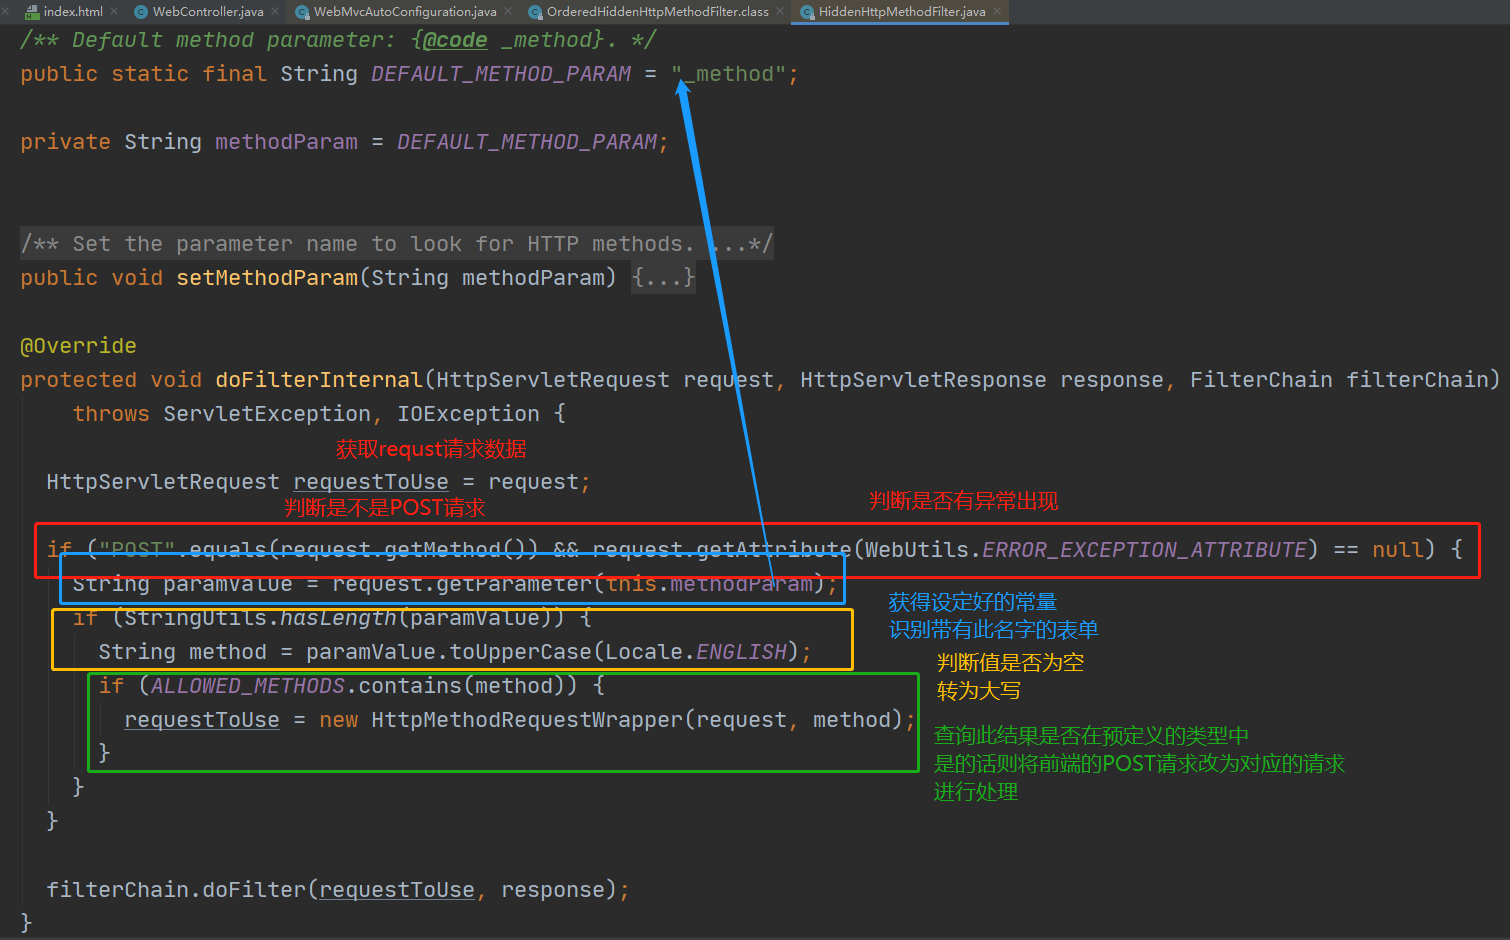 index.html WebController.java WebMvcAutoConfiguration.java OrderedHiddenHttpMethodFilter.class HiddenHttpMethodFilter.java
/** Default method parameter: {@code _method}. */
public static final String DEFAULT_METHOD_PARAM = "_method";
private String methodParam = DEFAULT_METHOD_PARAM;
/** Set the parameter name to look for HTTP methods. ...*/
public void setMethodParam(String methodParam) {...}
@Override
protected void doFilterInternal(HttpServletRequest request, HttpServletResponse response, FilterChain filterChain)
throws ServletException, IOException {
获取requst请求数据
HttpServletRequest requestToUse = request;
判断是不是POST请求
判断是否有异常出现
if ("POST".equals(request.getMethod()) && request.getAttribute(WebUtils.ERROR_EXCEPTION_ATTRIBUTE) == null) {
String paramValue = request.getParameter(this.methodParam);
获得设定好的常量
识别带有此名字的表单
if (StringUtils.hasLength(paramValue)) {
String method = paramValue.toUpperCase(Locale.ENGLISH);
判断值是否为空
转为大写
if (ALLOWED_METHODS.contains(method)) {
requestToUse = new HttpMethodRequestWrapper(request, method);
}
查询此结果是否在预定义的类型中
是的话则将前端的POST请求改为对应的请求
进行处理
}
}
filterChain.doFilter(requestToUse, response);
}